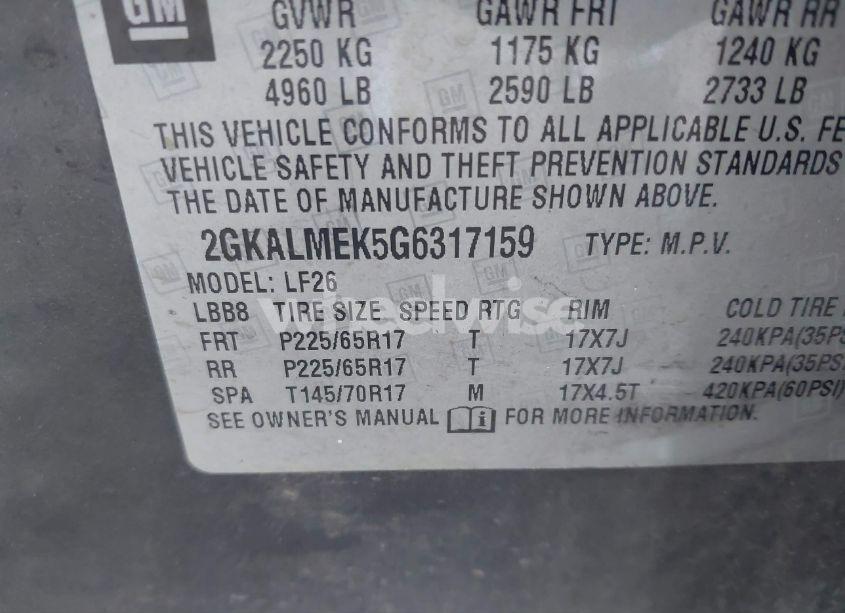 GM
GVWR GAWR FRT GAWR RR
2250 KG 1175 KG 1240 KG
4960 LB 2590 LB 2733 LB
THIS VEHICLE CONFORMS TO ALL APPLICABLE U.S. FE
VEHICLE SAFETY AND THEFT PREVENTION STANDARDS
THE DATE OF MANUFACTURE SHOWN ABOVE.
2GKALMEK5G6317159 TYPE: M.P.V.
MODEL: LF26
LBB8 TIRE SIZE SPEED RTG RIM COLD TIRE
FRT P225/65R17 T 17X7J 240KPA(35PS
RR P225/65R17 T 17X7J 240KPA(35PS
SPA T145/70R17 M 17X4.5T 420KPA(60PSI)
SEE OWNER'S MANUAL FOR MORE INFORMATION.
wheelwise